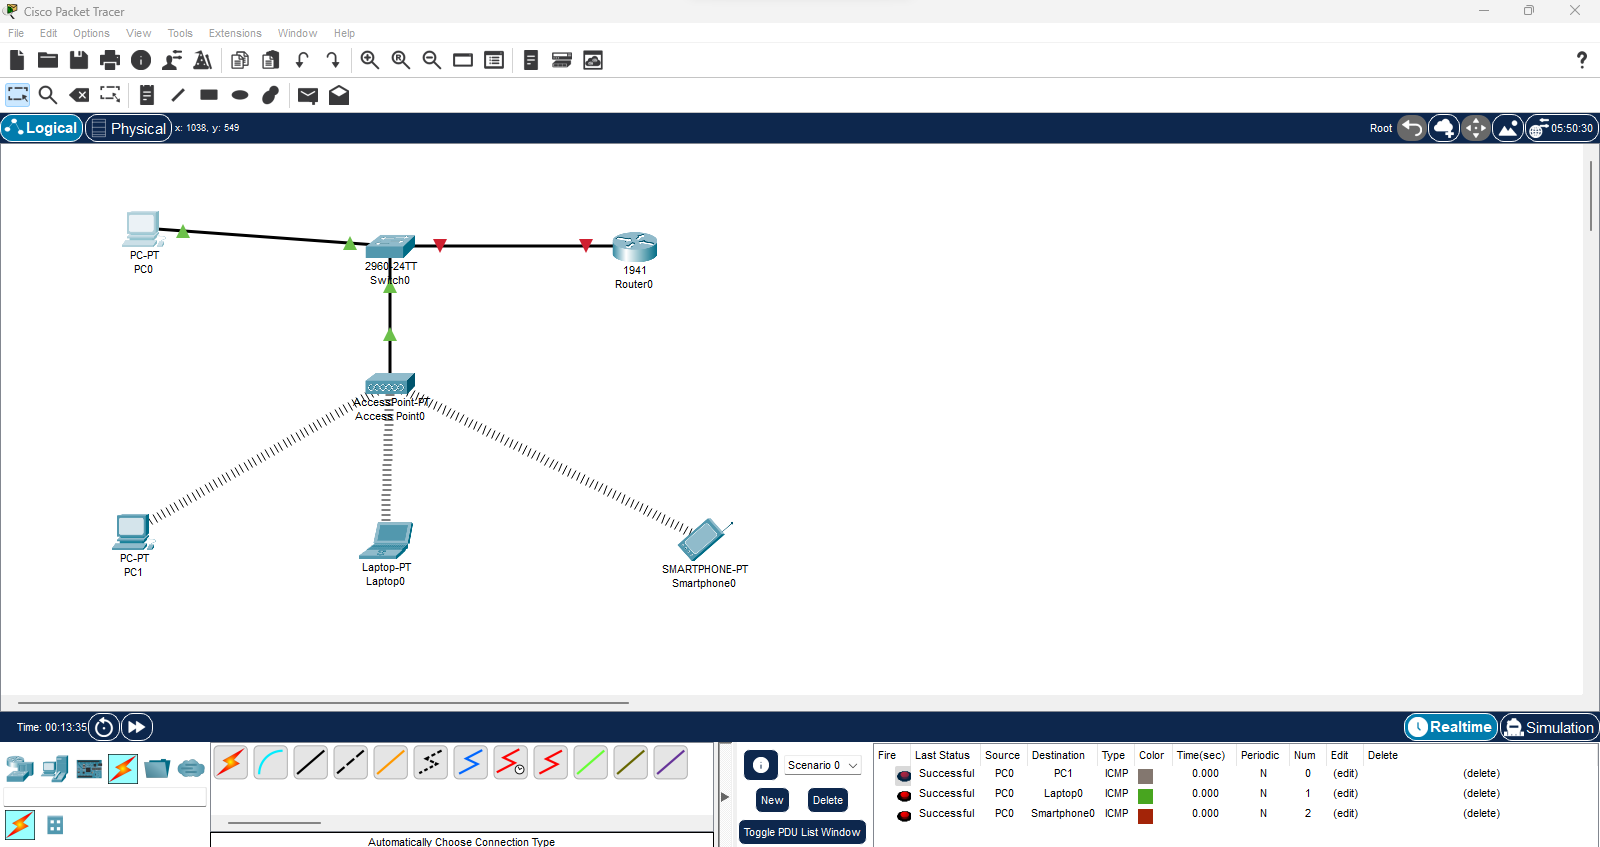 Cisco Packet Tracer
File Edit Options View Tools Extensions Window Help
Logical Physical x: 1038, y: 549 Root 05:50:30
PC-PT
PC0
2960-24TT
Switch0
1941
Router0
AccessPoint-PT
Access Point0
PC-PT
PC1
Laptop-PT
Laptop0
SMARTPHONE-PT
Smartphone0
Time: 00:13:35 Realtime Simulation
Scenario 0
New Delete
Toggle PDU List Window
Fire Last Status Source Destination Type Color Time(sec) Periodic Num Edit Delete
Successful PC0 PC1 ICMP 0.000 N 0 (edit) (delete)
Successful PC0 Laptop0 ICMP 0.000 N 1 (edit) (delete)
Successful PC0 Smartphone0 ICMP 0.000 N 2 (edit) (delete)
Automatically Choose Connection Type